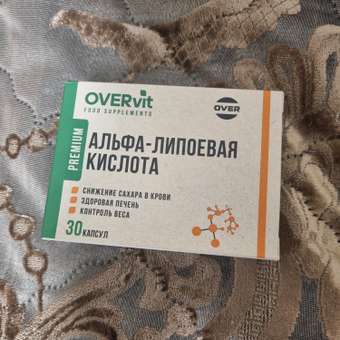 OVERvit
FOOD SUPPLEMENTS
OVER
PREMIUM
АЛЬФА-ЛИПОЕВАЯ
КИСЛОТА
СНИЖЕНИЕ САХАРА В КРОВИ
ЗДОРОВАЯ ПЕЧЕНЬ
КОНТРОЛЬ ВЕСА
30 КАПСУЛ